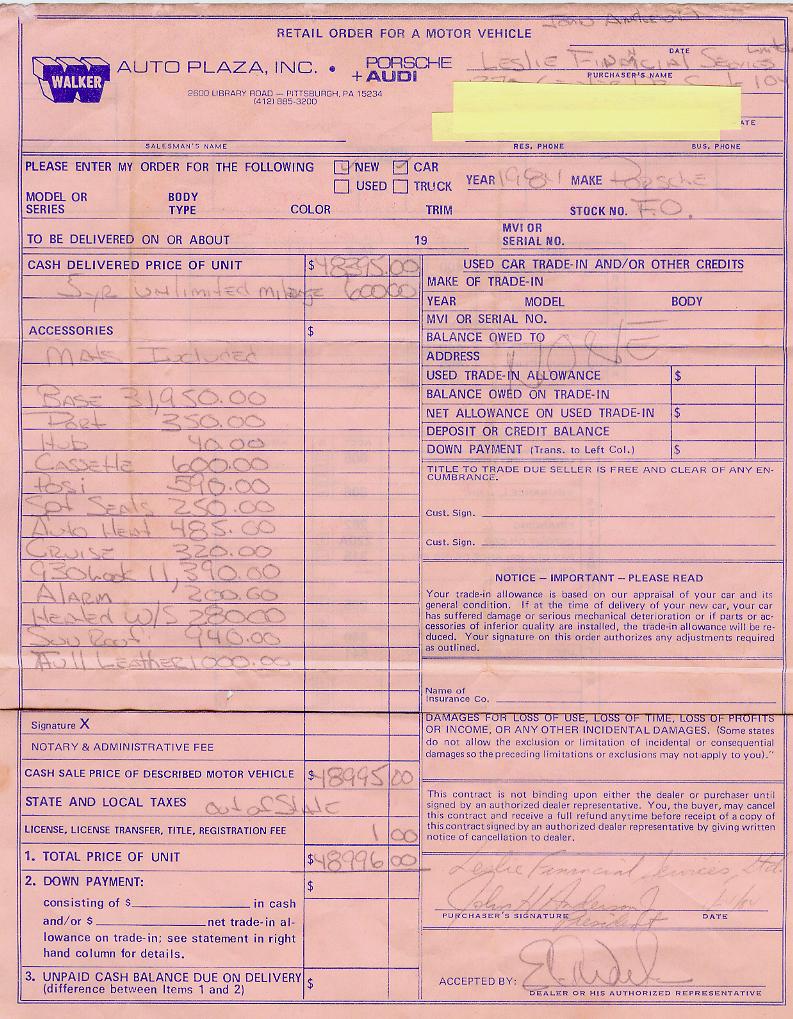 RETAIL ORDER FOR A MOTOR VEHICLE
John
WALKER AUTO PLAZA, INC. • PORSCHE + AUDI
2600 LIBRARY ROAD — PITTSBURGH, PA 15234
(412) 885-3200
DATE
Leslie Financial Services Limited
PURCHASER'S NAME
SALESMAN'S NAME
RES. PHONE BUS. PHONE
PLEASE ENTER MY ORDER FOR THE FOLLOWING NEW CAR
USED TRUCK
YEAR 1984 MAKE Porsche
MODEL OR SERIES BODY TYPE COLOR TRIM STOCK NO. F.O.
TO BE DELIVERED ON OR ABOUT 19 MVI OR SERIAL NO.
CASH DELIVERED PRICE OF UNIT $48395.00
5 yr unlimited mileage 600 00
ACCESSORIES $
Mats Included
Base 31,950.00
Port 350.00
Hub 40.00
Cassette 600.00
Posi 590.00
Spt Seats 250.00
Auto Heat 485.00
Cruise 320.00
930 Look 11,390.00
Alarm 200.00
Heated W/S 280 00
Sun Roof 940.00
Full Leather 1000.00
Signature X
NOTARY & ADMINISTRATIVE FEE
CASH SALE PRICE OF DESCRIBED MOTOR VEHICLE $48995 00
STATE AND LOCAL TAXES out of State
LICENSE, LICENSE TRANSFER, TITLE, REGISTRATION FEE 1 00
1. TOTAL PRICE OF UNIT $48996 00
2. DOWN PAYMENT: $
consisting of $ in cash
and/or $ net trade-in al-
lowance on trade-in; see statement in right
hand column for details.
3. UNPAID CASH BALANCE DUE ON DELIVERY $
(difference between Items 1 and 2)
USED CAR TRADE-IN AND/OR OTHER CREDITS
MAKE OF TRADE-IN
YEAR MODEL BODY
MVI OR SERIAL NO.
BALANCE OWED TO
NONE
ADDRESS
USED TRADE-IN ALLOWANCE $
BALANCE OWED ON TRADE-IN
NET ALLOWANCE ON USED TRADE-IN $
DEPOSIT OR CREDIT BALANCE
DOWN PAYMENT (Trans. to Left Col.) $
TITLE TO TRADE DUE SELLER IS FREE AND CLEAR OF ANY EN-
CUMBRANCE.
Cust. Sign.
Cust. Sign.
NOTICE — IMPORTANT — PLEASE READ
Your trade-in allowance is based on our appraisal of your car and its
general condition. If at the time of delivery of your new car, your car
has suffered damage or serious mechanical deterioration or if parts or ac-
cessories of inferior quality are installed, the trade-in allowance will be re-
duced. Your signature on this order authorizes any adjustments required
as outlined.
Name of
Insurance Co.
DAMAGES FOR LOSS OF USE, LOSS OF TIME, LOSS OF PROFITS
OR INCOME, OR ANY OTHER INCIDENTAL DAMAGES. (Some states
do not allow the exclusion or limitation of incidental or consequential
damages so the preceding limitations or exclusions may not apply to you)."
This contract is not binding upon either the dealer or purchaser until
signed by an authorized dealer representative. You, the buyer, may cancel
this contract and receive a full refund anytime before receipt of a copy of
this contract signed by an authorized dealer representative by giving written
notice of cancellation to dealer.
Leslie Financial Services, Ltd.
John H Anderson Jr
PURCHASER'S SIGNATURE President DATE
ACCEPTED BY:
DEALER OR HIS AUTHORIZED REPRESENTATIVE